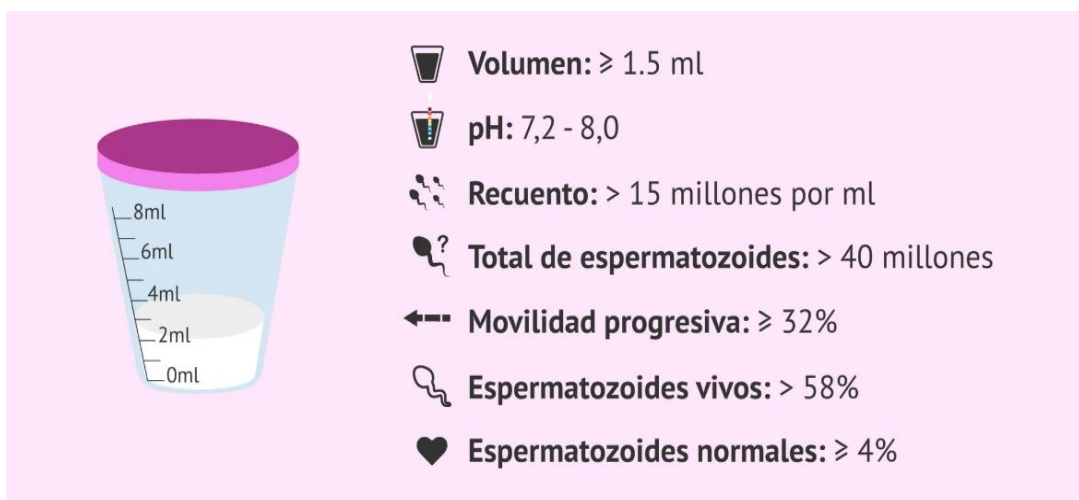 Volumen: ⩾ 1.5 ml
pH: 7,2 - 8,0
Recuento: > 15 millones por ml
Total de espermatozoides: > 40 millones
Movilidad progresiva: ⩾ 32%
Espermatozoides vivos: > 58%
Espermatozoides normales: ⩾ 4%
8ml
6ml
4ml
2ml
0ml
?